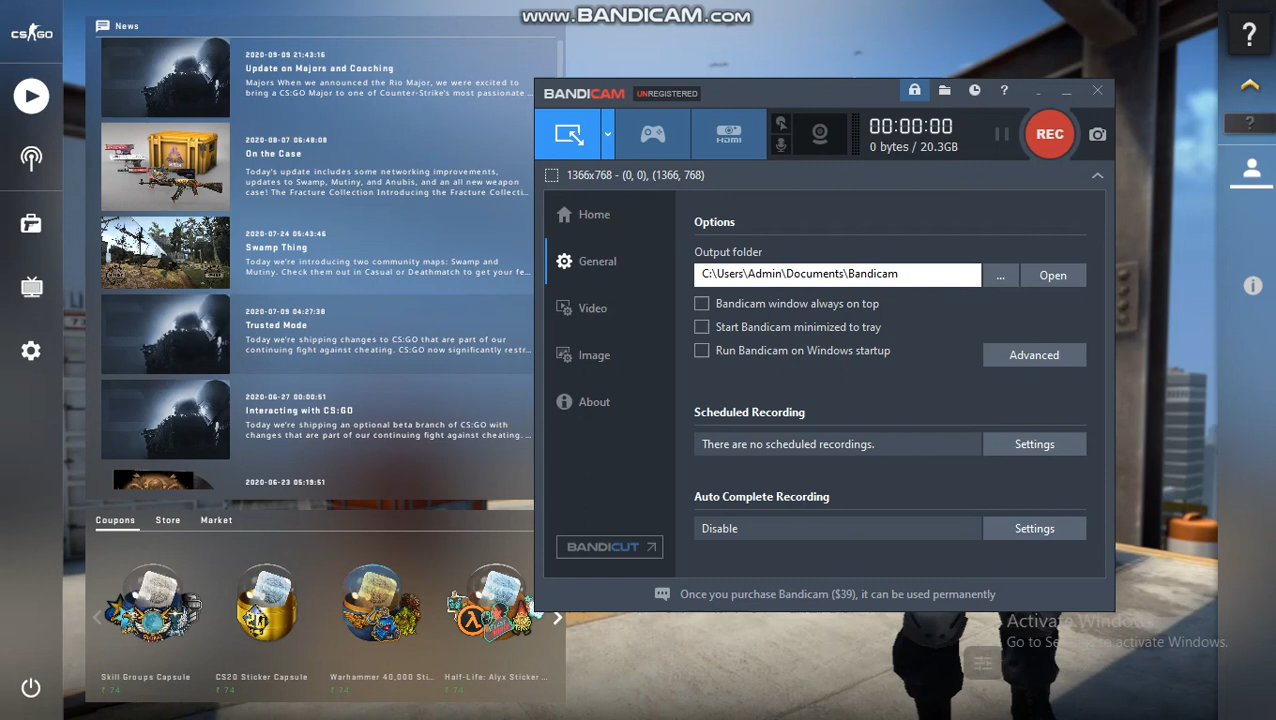 www.BANDICAM.com
CS:GO
News
2020-09-09 21:43:16
Update on Majors and Coaching
Majors When we announced the Rio Major, we were excited to
bring a CS:GO Major to one of Counter-Strike's most passionate ...
2020-08-07 06:48:08
On the Case
Today's update includes some networking improvements,
updates to Swamp, Mutiny, and Anubis, and an all new weapon
case! The Fracture Collection Introducing the Fracture Collecti...
2020-07-24 05:43:46
Swamp Thing
Today we're introducing two community maps: Swamp and
Mutiny. Check them out in Casual or Deathmatch to get your fe...
2020-07-09 04:27:38
Trusted Mode
Today we're shipping changes to CS:GO that are part of our
continuing fight against cheating. CS:GO now significantly restr...
2020-06-27 00:00:51
Interacting with CS:GO
Today we're shipping an optional beta branch of CS:GO with
changes that are part of our continuing fight against cheating. ...
2020-06-23 05:19:51
Coupons Store Market
Skill Groups Capsule
₹ 74
CS20 Sticker Capsule
₹ 74
Warhammer 40,000 Sti...
₹ 74
Half-Life: Alyx Sticker ...
₹ 74
BANDICAM UNREGISTERED
HDMI
00:00:00
0 bytes / 20.3GB
REC
1366x768 - (0, 0), (1366, 768)
Home
General
Video
Image
About
BANDICUT
Options
Output folder
C:\Users\Admin\Documents\Bandicam
... Open
Bandicam window always on top
Start Bandicam minimized to tray
Run Bandicam on Windows startup
Advanced
Scheduled Recording
There are no scheduled recordings. Settings
Auto Complete Recording
Disable Settings
Once you purchase Bandicam ($39), it can be used permanently
Activate Windows
Go to Settings to activate Windows.